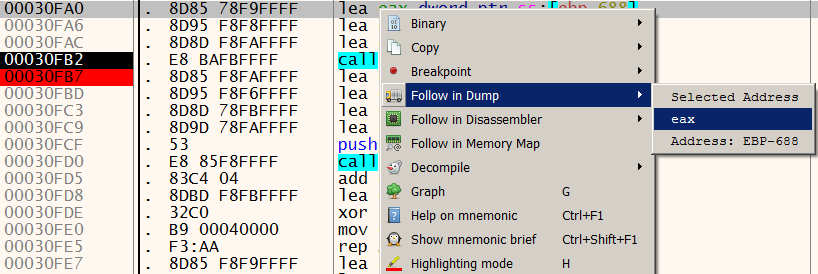 00030FA0 . 8D85 78F9FFFF lea eax,dword ptr ss:[ebp-688]
00030FA6 . 8D95 F8F8FFFF lea
00030FAC . 8D8D F8FAFFFF lea
00030FB2 . E8 BAFBFFFF call
00030FB7 . 8D85 F8FAFFFF lea
00030FBD . 8D95 F8F6FFFF lea
00030FC3 . 8D8D 78FBFFFF lea
00030FC9 . 8D9D F8FAFFFF lea
00030FCF . 53 push
00030FD0 . E8 85F8FFFF call
00030FD5 . 83C4 04 add
00030FD8 . 8DBD F8FBFFFF lea
00030FDE . 32C0 xor
00030FE0 . B9 00040000 mov
00030FE5 . F3:AA rep
00030FE7 . 8D85 F8F9FFFF lea
Binary
Copy
Breakpoint
Follow in Dump
Follow in Disassembler
Follow in Memory Map
Decompile
Graph G
Help on mnemonic Ctrl+F1
Show mnemonic brief Ctrl+Shift+F1
Highlighting mode H
Selected Address
eax
Address: EBP-688